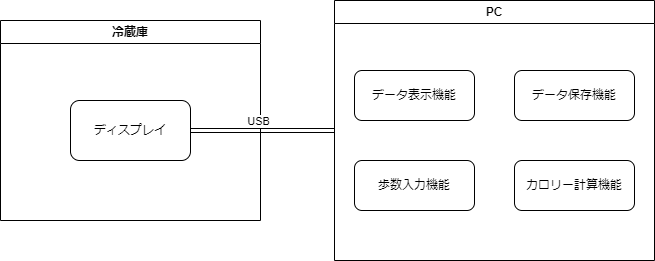 冷蔵庫
ディスプレイ
USB
PC
データ表示機能
データ保存機能
歩数入力機能
カロリー計算機能